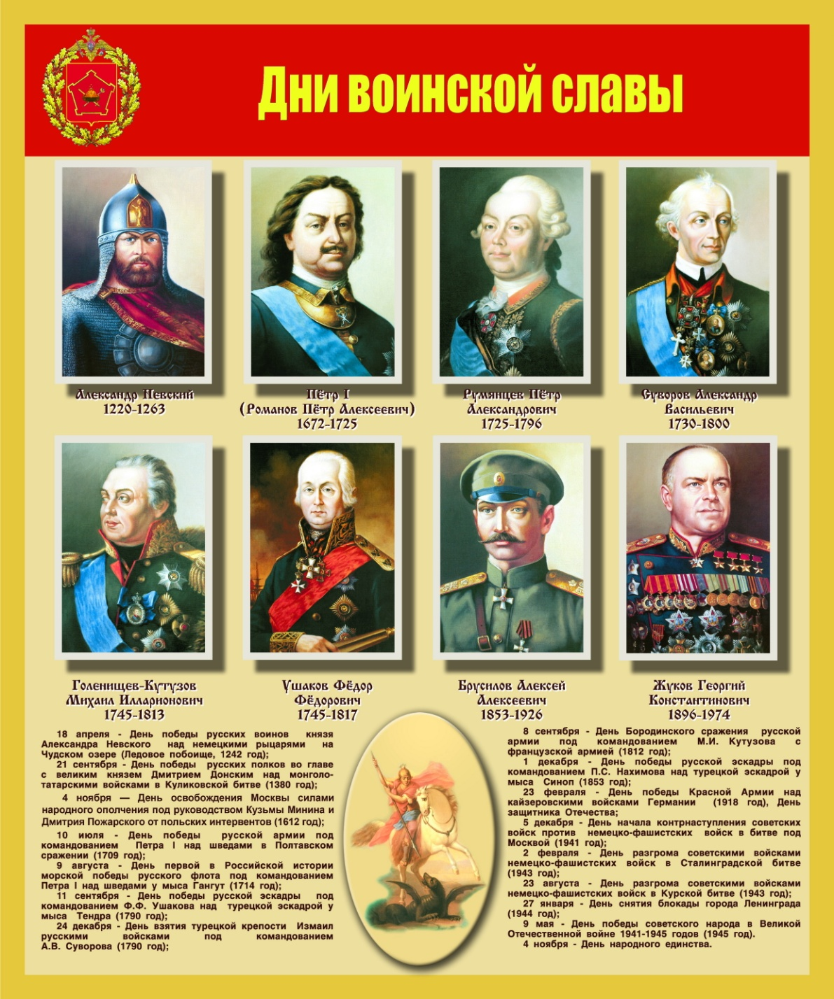 Дни воинской славы
Александр Невский
1220-1263
Пётр I
(Романов Пётр Алексеевич)
1672-1725
Румянцев Пётр
Александрович
1725-1796
Суворов Александр
Васильевич
1730-1800
Голенищев-Кутузов
Михаил Илларионович
1745-1813
Ушаков Фёдор
Фёдорович
1745-1817
Брусилов Алексей
Алексеевич
1853-1926
Жуков Георгий
Константинович
1896-1974
18 апреля - День победы русских воинов князя
Александра Невского над немецкими рыцарями на
Чудском озере (Ледовое побоище, 1242 год);
21 сентября - День победы русских полков во главе
с великим князем Дмитрием Донским над монголо-
татарскими войсками в Куликовской битве (1380 год);
4 ноября — День освобождения Москвы силами
народного ополчения под руководством Кузьмы Минина и
Дмитрия Пожарского от польских интервентов (1612 год);
10 июля - День победы русской армии под
командованием Петра I над шведами в Полтавском
сражении (1709 год);
9 августа - День первой в Российской истории
морской победы русского флота под командованием
Петра I над шведами у мыса Гангут (1714 год);
11 сентября - День победы русской эскадры под
командованием Ф.Ф. Ушакова над турецкой эскадрой у
мыса Тендра (1790 год);
24 декабря - День взятия турецкой крепости Измаил
русскими войсками под командованием
А.В. Суворова (1790 год);
8 сентября - День Бородинского сражения русской
армии под командованием М.И. Кутузова с
французской армией (1812 год);
1 декабря - День победы русской эскадры под
командованием П.С. Нахимова над турецкой эскадрой у
мыса Синоп (1853 год);
23 февраля - День победы Красной Армии над
кайзеровскими войсками Германии (1918 год), День
защитника Отечества;
5 декабря - День начала контрнаступления советских
войск против немецко-фашистских войск в битве под
Москвой (1941 год);
2 февраля - День разгрома советскими войсками
немецко-фашистских войск в Сталинградской битве
(1943 год);
23 августа - День разгрома советскими войсками
немецко-фашистских войск в Курской битве (1943 год);
27 января - День снятия блокады города Ленинграда
(1944 год);
9 мая - День победы советского народа в Великой
Отечественной войне 1941-1945 годов (1945 год).
4 ноября - День народного единства.